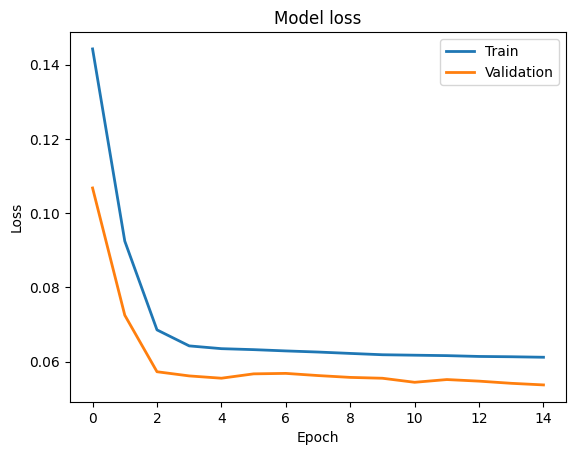 Model loss
Train
Validation
0.14
0.12
0.10
0.08
0.06
Loss
0 2 4 6 8 10 12 14
Epoch